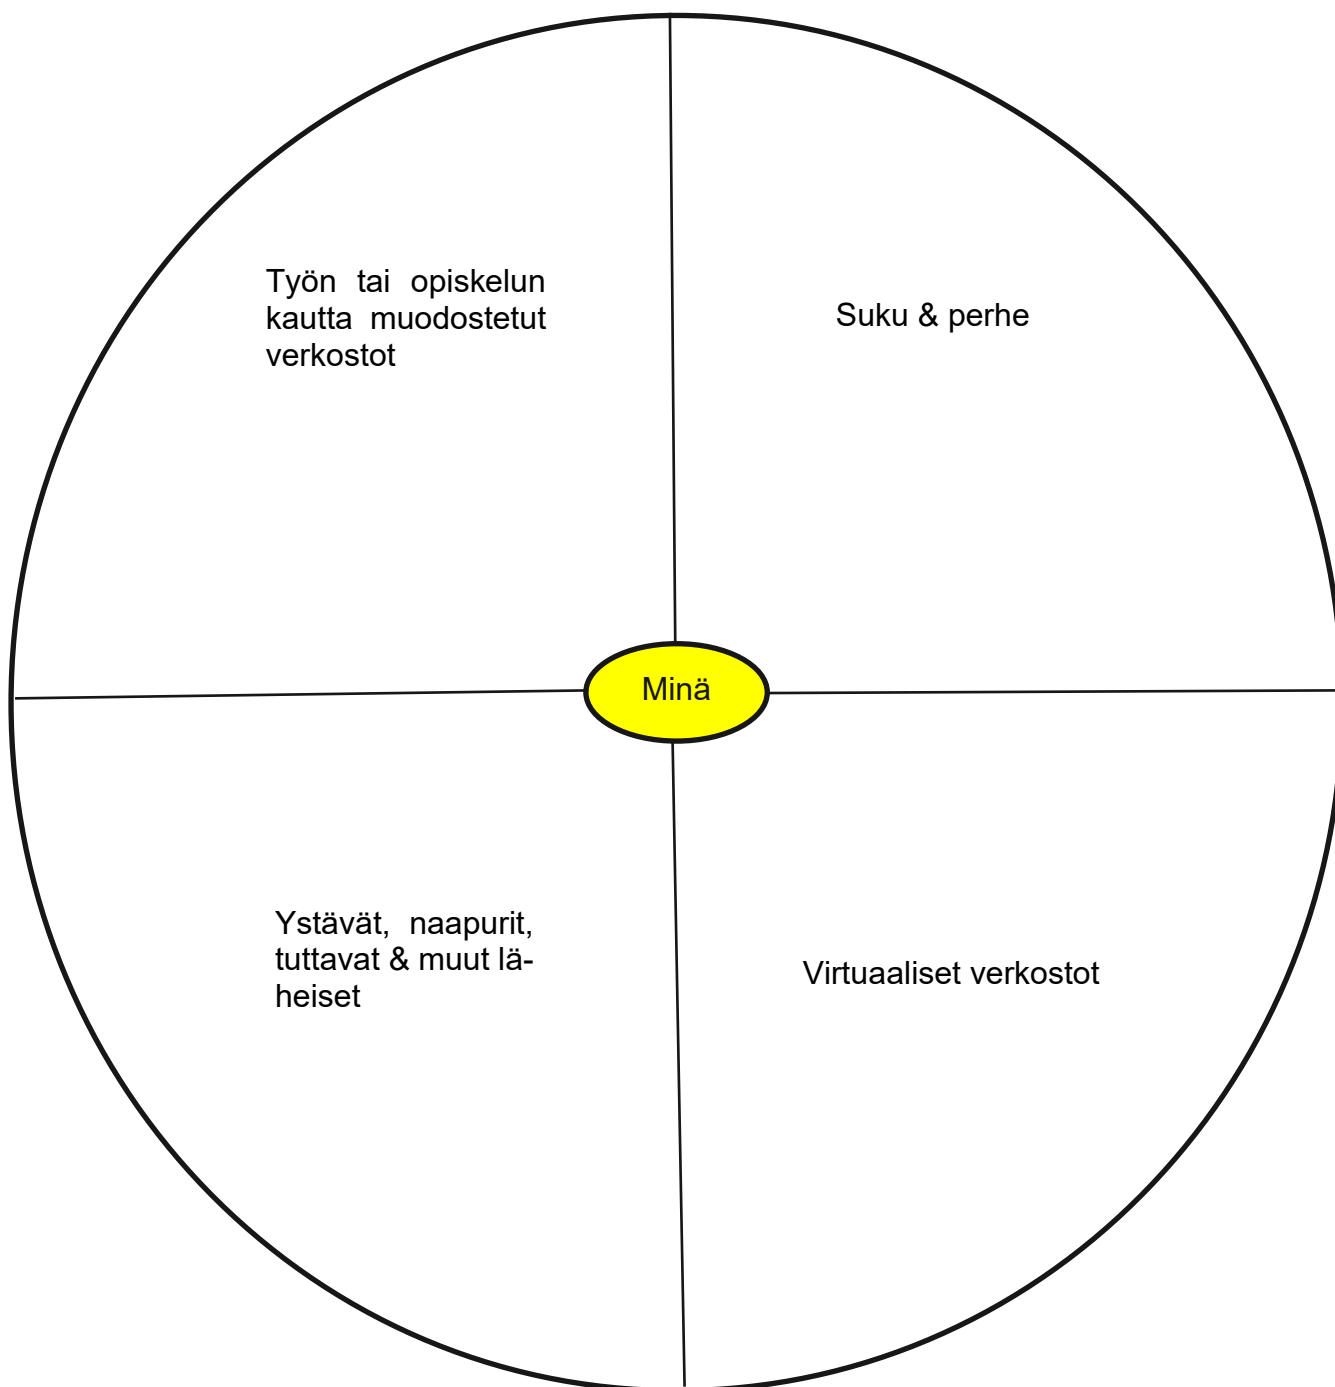 Työn tai opiskelun
kautta muodostetut
verkostot
Suku & perhe
Minä
Ystävät, naapurit,
tuttavat & muut lä-
heiset
Virtuaaliset verkostot